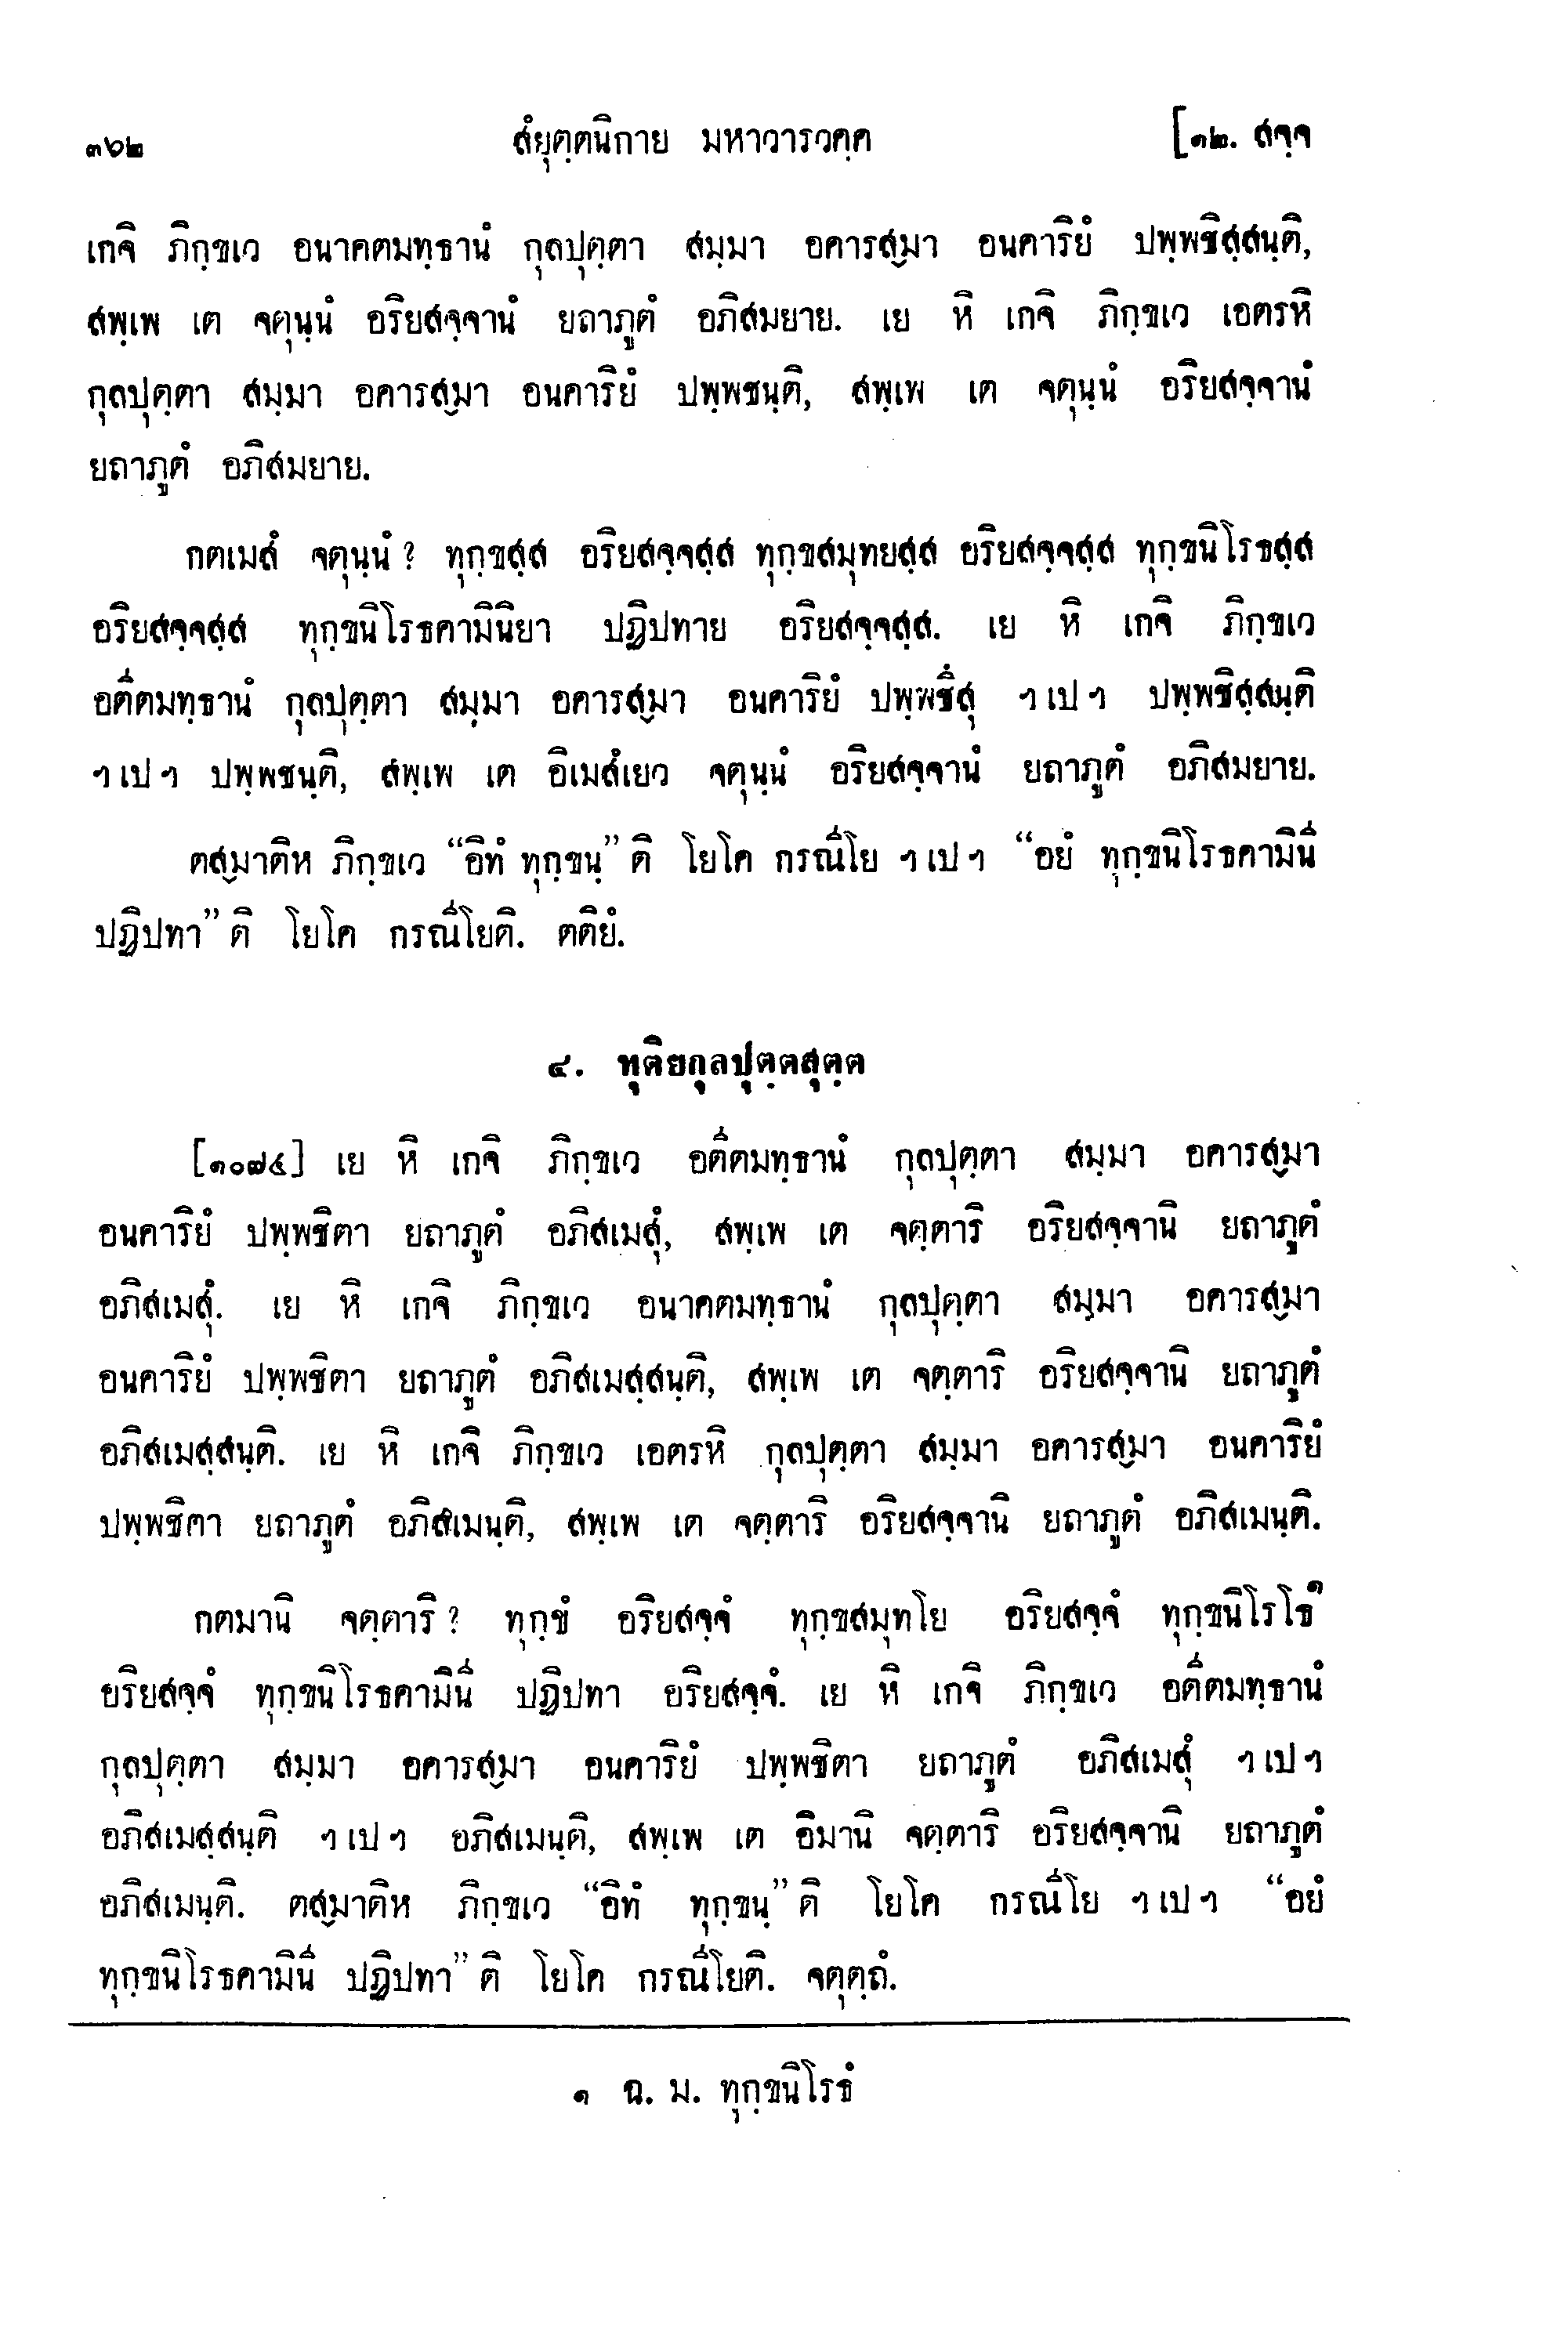 ๓๖๒ สํยุตฺตนิกาย มหาวารวคฺค [๑๒. สจฺจ
เกจิ ภิกฺขเว อนาคตมทฺธานํ กุลปุตฺตา สมฺมา อคารสฺมา อนคาริยํ ปพฺพชิสฺสนฺติ,
สพฺเพ เต จตุนฺนํ อริยสจฺจานํ ยถาภูตํ อภิสมยาย. เย หิ เกจิ ภิกฺขเว เอตรหิ
กุลปุตฺตา สมฺมา อคารสฺมา อนคาริยํ ปพฺพชนฺติ, สพฺเพ เต จตุนฺนํ อริยสจฺจานํ
ยถาภูตํ อภิสมยาย.
กตเมสํ จตุนฺนํ? ทุกฺขสฺส อริยสจฺจสฺส ทุกฺขสมุทยสฺส อริยสจฺจสฺส ทุกฺขนิโรธสฺส
อริยสจฺจสฺส ทุกฺขนิโรธคามินิยา ปฏิปทาย อริยสจฺจสฺส. เย หิ เกจิ ภิกฺขเว
อตีตมทฺธานํ กุลปุตฺตา สมฺมา อคารสฺมา อนคาริยํ ปพฺพชึสุ ฯเปฯ ปพฺพชิสฺสนฺติ
ฯเปฯ ปพฺพชนฺติ, สพฺเพ เต อิเมสํเยว จตุนฺนํ อริยสจฺจานํ ยถาภูตํ อภิสมยาย.
ตสฺมาติห ภิกฺขเว “อิทํ ทุกฺขนฺ” ติ โยโค กรณีโย ฯเปฯ “อยํ ทุกฺขนิโรธคามินี
ปฏิปทา” ติ โยโค กรณีโยติ. ตติยํ.
๔. ทุติยกุลปุตฺตสุตฺต
[๑๐๗๔] เย หิ เกจิ ภิกฺขเว อตีตมทฺธานํ กุลปุตฺตา สมฺมา อคารสฺมา
อนคาริยํ ปพฺพชิตา ยถาภูตํ อภิสเมสุํ, สพฺเพ เต จตฺตาริ อริยสจฺจานิ ยถาภูตํ
อภิสเมสุํ. เย หิ เกจิ ภิกฺขเว อนาคตมทฺธานํ กุลปุตฺตา สมฺมา อคารสฺมา
อนคาริยํ ปพฺพชิตา ยถาภูตํ อภิสเมสฺสนฺติ, สพฺเพ เต จตฺตาริ อริยสจฺจานิ ยถาภูตํ
อภิสเมสฺสนฺติ. เย หิ เกจิ ภิกฺขเว เอตรหิ กุลปุตฺตา สมฺมา อคารสฺมา อนคาริยํ
ปพฺพชิตา ยถาภูตํ อภิสเมนฺติ, สพฺเพ เต จตฺตาริ อริยสจฺจานิ ยถาภูตํ อภิสเมนฺติ.
กตมานิ จตฺตาริ? ทุกฺขํ อริยสจฺจํ ทุกฺขสมุทโย อริยสจฺจํ ทุกฺขนิโรโธ๑
อริยสจฺจํ ทุกฺขนิโรธคามินี ปฏิปทา อริยสจฺจํ. เย หิ เกจิ ภิกฺขเว อตีตมทฺธานํ
กุลปุตฺตา สมฺมา อคารสฺมา อนคาริยํ ปพฺพชิตา ยถาภูตํ อภิสเมสุํ ฯเปฯ
อภิสเมสฺสนฺติ ฯเปฯ อภิสเมนฺติ, สพฺเพ เต อิมานิ จตฺตาริ อริยสจฺจานิ ยถาภูตํ
อภิสเมนฺติ. ตสฺมาติห ภิกฺขเว “อิทํ ทุกฺขนฺ” ติ โยโค กรณีโย ฯเปฯ “อยํ
ทุกฺขนิโรธคามินี ปฏิปทา” ติ โยโค กรณีโยติ. จตุตฺถํ.
๑ ฉ. ม. ทุกฺขนิโรธํ